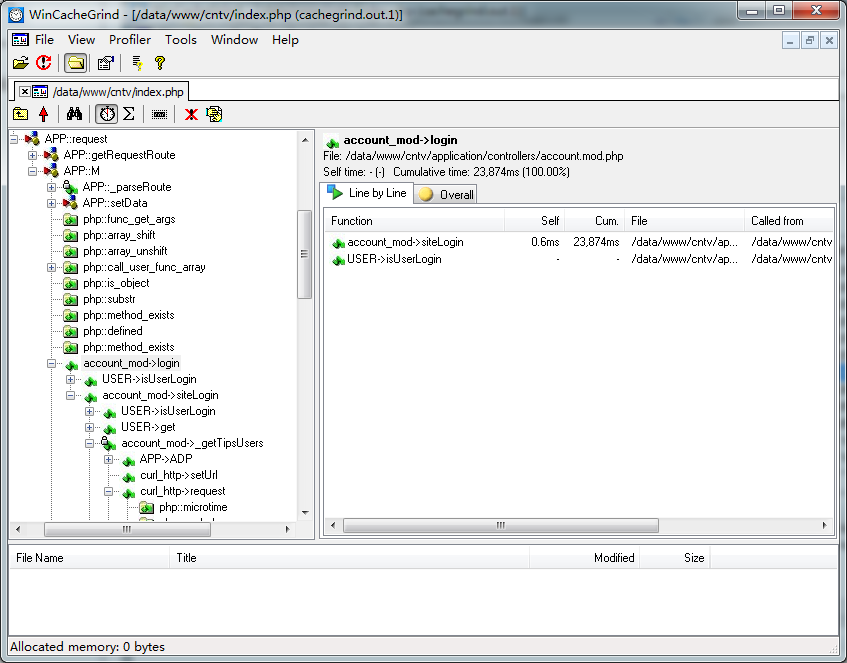 WinCacheGrind - [/data/www/cntv/index.php (cachegrind.out.1)]
File View Profiler Tools Window Help
/data/www/cntv/index.php
APP::request
APP::getRequestRoute
APP::M
APP::_parseRoute
APP::setData
php::func_get_args
php::array_shift
php::array_unshift
php::call_user_func_array
php::is_object
php::substr
php::method_exists
php::defined
php::method_exists
account_mod->login
USER->isUserLogin
account_mod->siteLogin
USER->isUserLogin
USER->get
account_mod->_getTipsUsers
APP->ADP
curl_http->setUrl
curl_http->request
php::microtime
account_mod->login
File: /data/www/cntv/application/controllers/account.mod.php
Self time: - (-) Cumulative time: 23,874ms (100.00%)
Line by Line Overall
Function Self Cum. File Called from
account_mod->siteLogin 0.6ms 23,874ms /data/www/cntv/ap... /data/www/cntv
USER->isUserLogin - - /data/www/cntv/ap... /data/www/cntv
File Name Title Modified Size
Allocated memory: 0 bytes